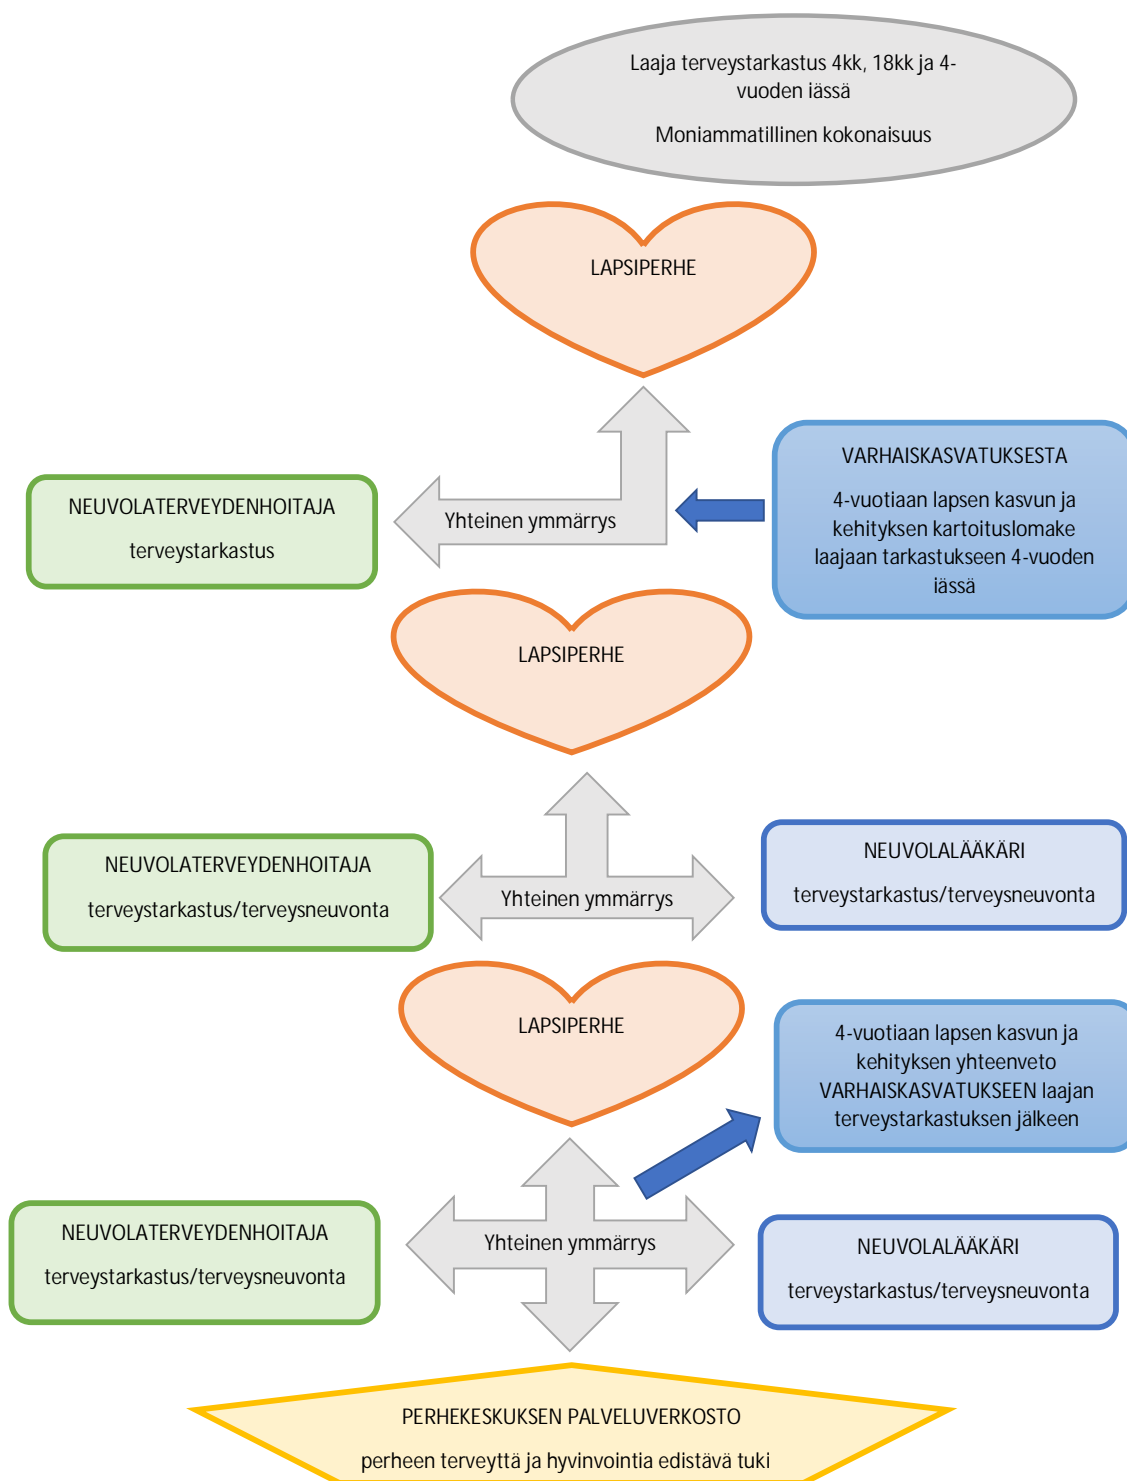 Laaja terveystarkastus 4kk, 18kk ja 4-
vuoden iässä
Moniammatillinen kokonaisuus
LAPSIPERHE
VARHAISKASVATUKSESTA
4-vuotiaan lapsen kasvun ja
kehityksen kartoituslomake
laajaan tarkastukseen 4-vuoden
iässä
NEUVOLATERVEYDENHOITAJA
terveystarkastus
Yhteinen ymmärrys
LAPSIPERHE
NEUVOLATERVEYDENHOITAJA
terveystarkastus/terveysneuvonta
Yhteinen ymmärrys
NEUVOLALÄÄKÄRI
terveystarkastus/terveysneuvonta
LAPSIPERHE
4-vuotiaan lapsen kasvun ja
kehityksen yhteenveto
VARHAISKASVATUKSEEN laajan
terveystarkastuksen jälkeen
NEUVOLATERVEYDENHOITAJA
terveystarkastus/terveysneuvonta
Yhteinen ymmärrys
NEUVOLALÄÄKÄRI
terveystarkastus/terveysneuvonta
PERHEKESKUKSEN PALVELUVERKOSTO
perheen terveyttä ja hyvinvointia edistävä tuki